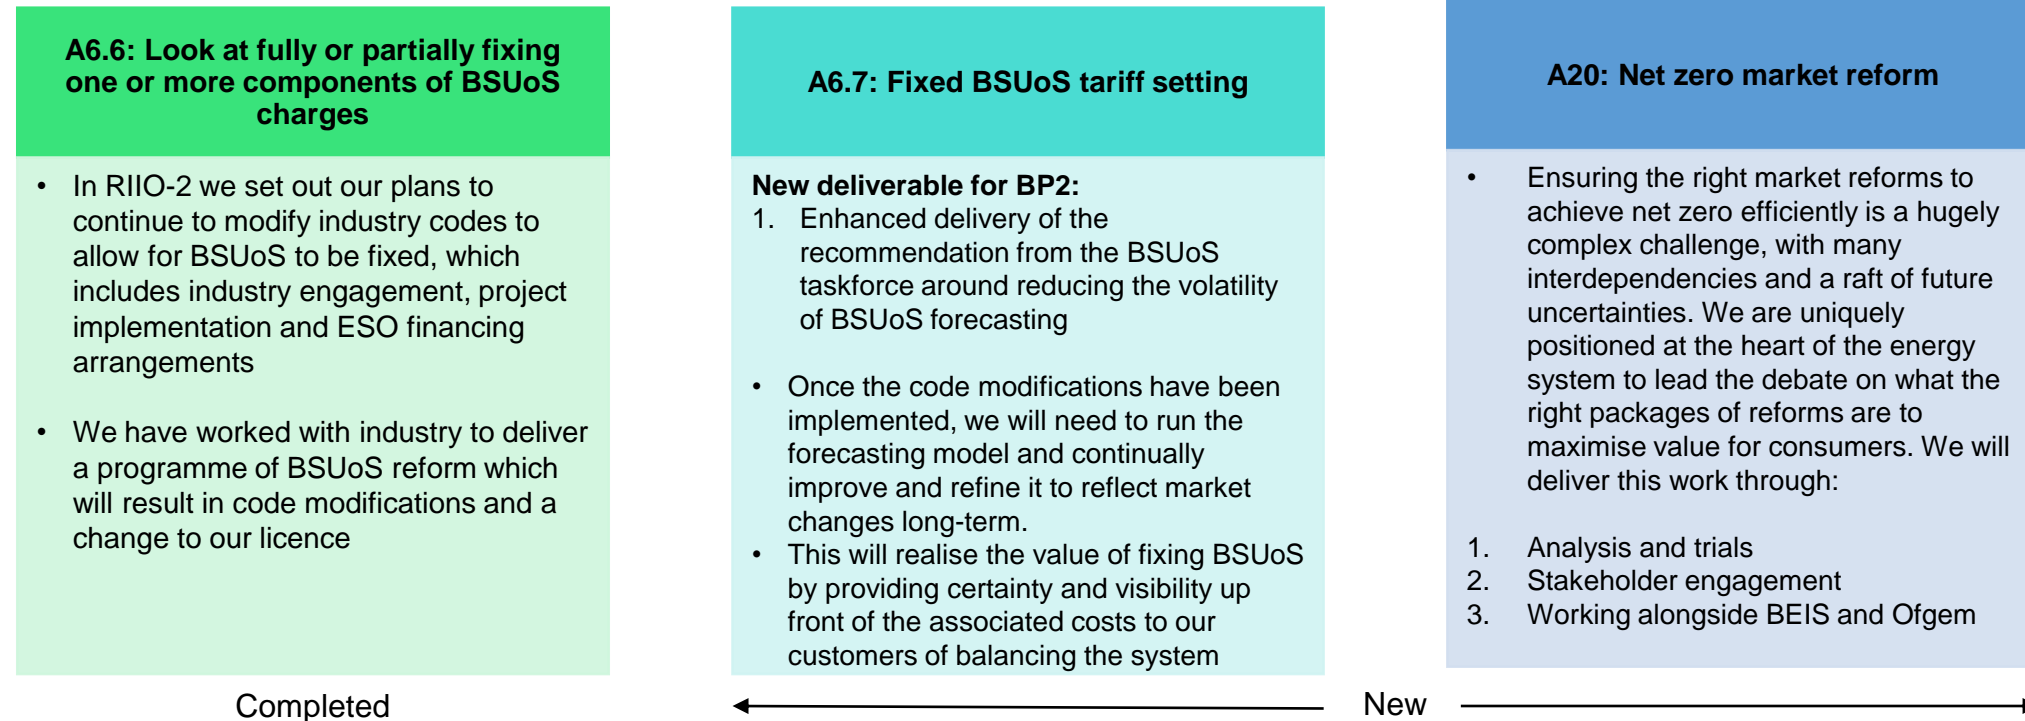 A6.6: Look at fully or partially fixing
one or more components of BSUoS
charges
• In RIIO-2 we set out our plans to
continue to modify industry codes to
allow for BSUoS to be fixed, which
includes industry engagement, project
implementation and ESO financing
arrangements
• We have worked with industry to deliver
a programme of BSUoS reform which
will result in code modifications and a
change to our licence
Completed
A6.7: Fixed BSUoS tariff setting
New deliverable for BP2:
1. Enhanced delivery of the
recommendation from the BSUoS
taskforce around reducing the volatility
of BSUoS forecasting
• Once the code modifications have been
implemented, we will need to run the
forecasting model and continually
improve and refine it to reflect market
changes long-term.
• This will realise the value of fixing BSUoS
by providing certainty and visibility up
front of the associated costs to our
customers of balancing the system
A20: Net zero market reform
• Ensuring the right market reforms to
achieve net zero efficiently is a hugely
complex challenge, with many
interdependencies and a raft of future
uncertainties. We are uniquely
positioned at the heart of the energy
system to lead the debate on what the
right packages of reforms are to
maximise value for consumers. We will
deliver this work through:
1. Analysis and trials
2. Stakeholder engagement
3. Working alongside BEIS and Ofgem
New